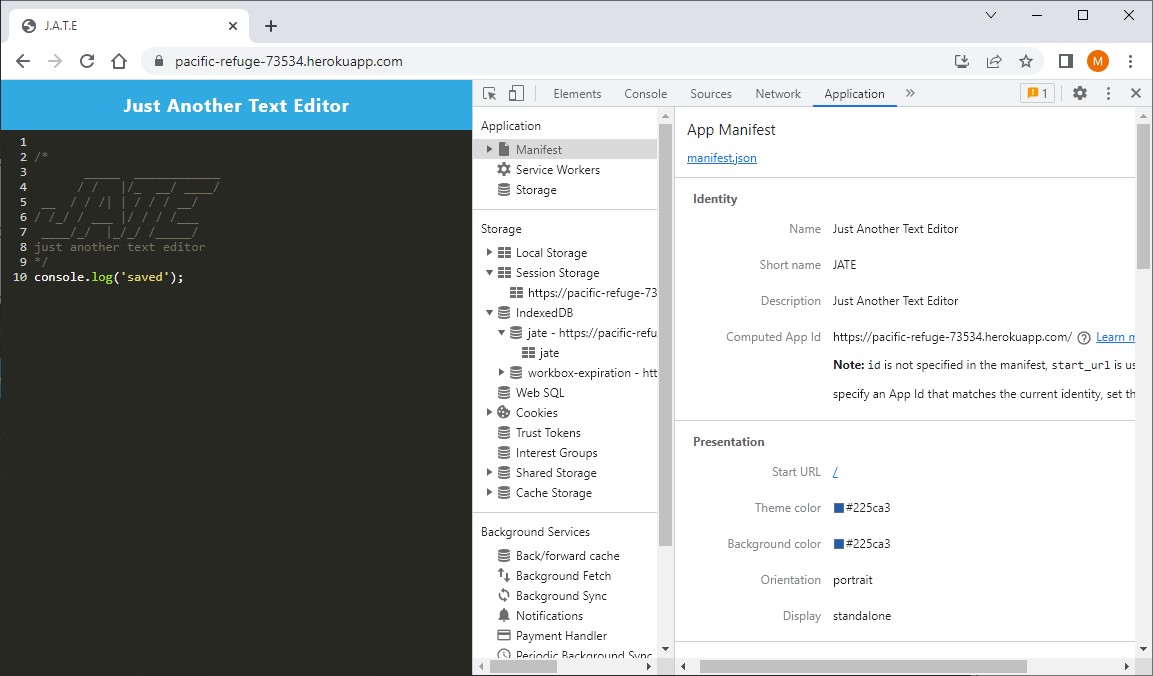 J.A.T.E
pacific-refuge-73534.herokuapp.com
M
Just Another Text Editor
1
2 /*
3        _____  ____________
4       / /   |/_  __/ ____/
5  __  / / /| | / / / __/
6 / /_/ / ___ |/ / / /___
7  ____/_/  |_/_/ /_____/
8 just another text editor
9 */
10 console.log('saved');
Elements Console Sources Network Application » 1
Application
Manifest
Service Workers
Storage
Storage
Local Storage
Session Storage
https://pacific-refuge-73
IndexedDB
jate - https://pacific-refu
jate
workbox-expiration - htt
Web SQL
Cookies
Trust Tokens
Interest Groups
Shared Storage
Cache Storage
Background Services
Back/forward cache
Background Fetch
Background Sync
Notifications
Payment Handler
Periodic Background Sync
App Manifest
manifest.json
Identity
Name Just Another Text Editor
Short name JATE
Description Just Another Text Editor
Computed App Id https://pacific-refuge-73534.herokuapp.com/ Learn m
Note: id is not specified in the manifest, start_url is us
specify an App Id that matches the current identity, set th
Presentation
Start URL /
Theme color #225ca3
Background color #225ca3
Orientation portrait
Display standalone